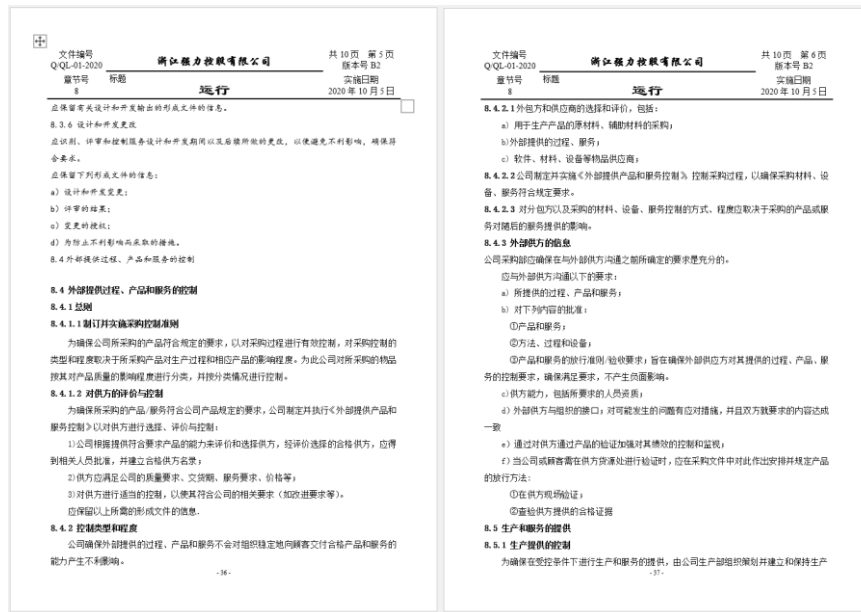 文件编号
Q/QL-01-2020
浙江强力控股有限公司
共 10 页 第 5 页
版本号 B2
章节号
8
标题
运行
实施日期
2020 年 10 月 5 日
应保留有关设计和开发输出的形成文件的信息。
8.3.6 设计和开发更改
应识别、评审和控制服务设计和开发期间以及后续所做的更改，以便避免不利影响，确保符
合要求。
应保留下列形成文件的信息：
a）设计和开发变更；
b）评审的结果；
c）变更的授权；
d）为防止不利影响而采取的措施。
8.4外部提供过程、产品和服务的控制
8.4 外部提供过程、产品和服务的控制
8.4.1 总则
8.4.1.1 制订并实施采购控制准则
为确保公司所采购的产品符合规定的要求，以对采购过程进行有效控制，对采购控制的
类型和程度取决于所采购产品对生产过程和相应产品的影响程度。为此公司对所采购的物品
按其对产品质量的影响程度进行分类，并按分类情况进行控制。
8.4.1.2 对供方的评价与控制
为确保所采购的产品/服务符合公司产品规定的要求，公司制定并执行《外部提供产品和
服务控制》以对供方进行选择、评价与控制：
1)公司根据提供符合要求产品的能力来评价和选择供方，经评价选择的合格供方，应得
到相关人员批准，并建立合格供方名录；
2)供方应满足公司的质量要求、交货期、服务要求、价格等；
3)对供方进行适当的控制，以使其符合公司的相关要求（如改进要求等）。
应保留以上所需的形成文件的信息.
8.4.2 控制类型和程度
公司确保外部提供的过程、产品和服务不会对组织稳定地向顾客交付合格产品和服务的
能力产生不利影响。
- 36 -
文件编号
Q/QL-01-2020
浙江强力控股有限公司
共 10 页 第 6 页
版本号 B2
章节号
8
标题
运行
实施日期
2020 年 10 月 5 日
8.4.2.1 外包方和供应商的选择和评价，包括：
a）用于生产产品的原材料、辅助材料的采购；
b)外部提供的过程、服务；
c）软件、材料、设备等物品供应商；
8.4.2.2 公司制定并实施《外部提供产品和服务控制》，控制采购过程，以确保采购材料、设
备、服务符合规定要求。
8.4.2.3 对分包方以及采购的材料、设备、服务控制的方式、程度应取决于采购的产品或服
务对随后的服务提供的影响。
8.4.3 外部供方的信息
公司采购部应确保在与外部供方沟通之前所确定的要求是充分的。
应与外部供方沟通以下的要求：
a）所提供的过程、产品和服务；
b）对下列内容的批准：
①产品和服务；
②方法、过程和设备；
③产品和服务的放行准则/验收要求；旨在确保外部供应方对其提供的过程、产品、服
务的控制要求，确保满足要求，不产生负面影响。
c)供方能力，包括所要求的人员资质；
d）外部供方与组织的接口；对可能发生的问题有应对措施，并且双方就要求的内容达成
一致
e）通过对供方通过产品的验证加强对其绩效的控制和监视；
f）当公司或顾客需在供方货源处进行验证时，应在采购文件中对此作出安排并规定产品
的放行方法：
①在供方现场验证；
②查验供方提供的合格证据
8.5 生产和服务的提供
8.5.1 生产提供的控制
为确保在受控条件下进行生产和服务的提供，由公司生产部组织策划并建立和保持生产
- 37 -